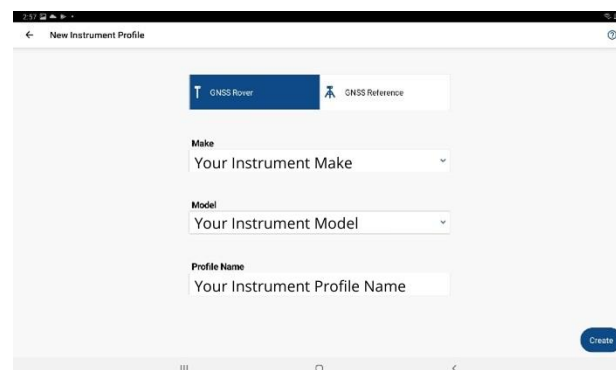 2:57
New Instrument Profile
GNSS Rover
GNSS Reference
Make
Your Instrument Make
Model
Your Instrument Model
Profile Name
Your Instrument Profile Name
Create